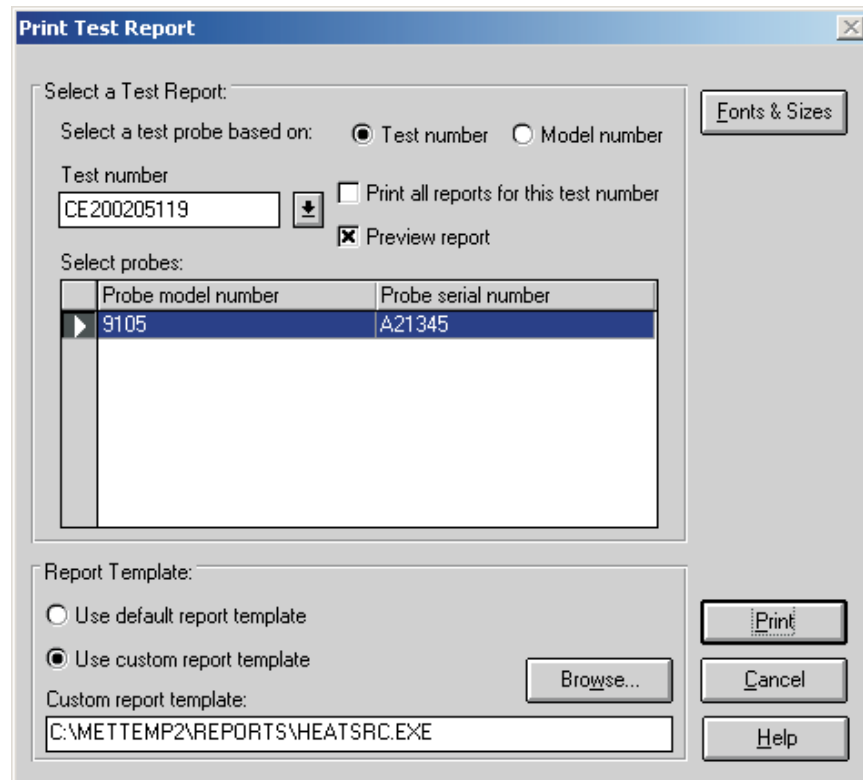 Print Test Report
Select a Test Report:
Fonts & Sizes
Select a test probe based on:
Test number
Model number
Test number
CE200205119
Print all reports for this test number
Preview report
Select probes:
Probe model number
Probe serial number
9105
A21345
Report Template:
Use default report template
Use custom report template
Browse...
Custom report template:
C:\METTEMP2\REPORTS\HEATSRC.EXE
Print
Cancel
Help